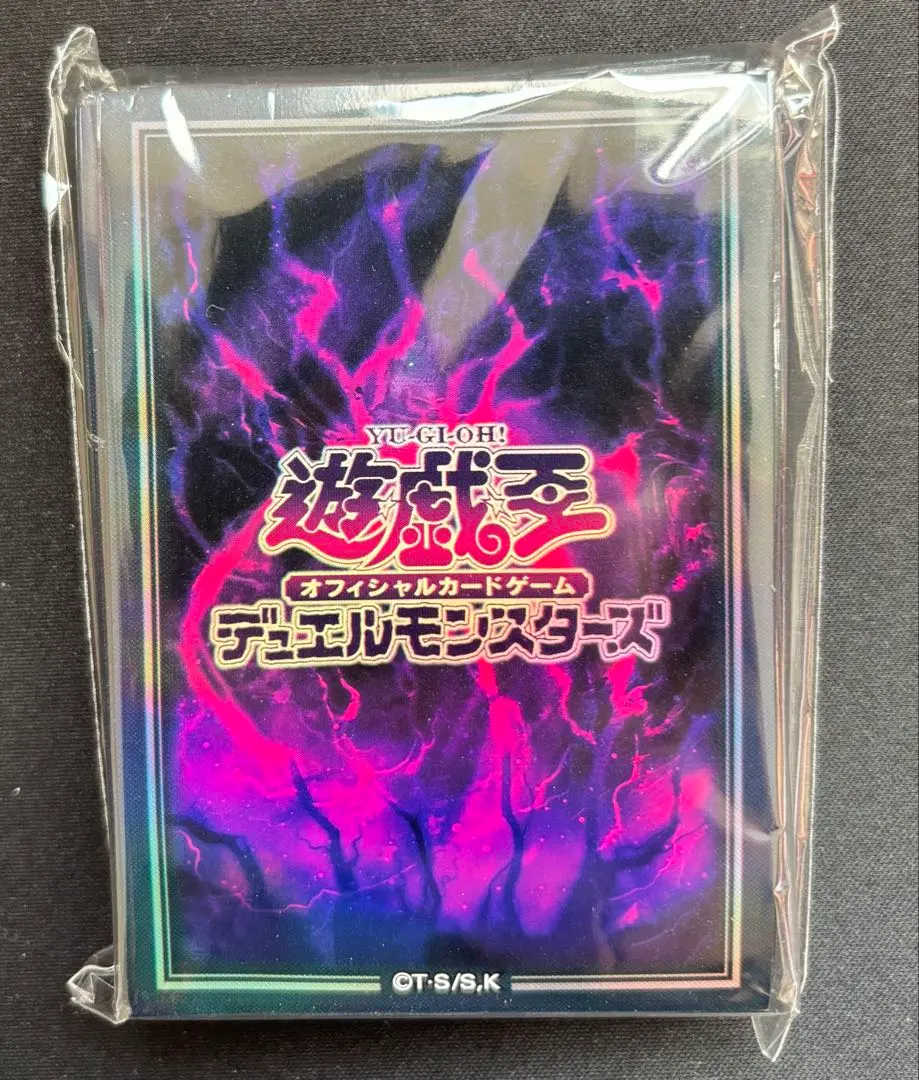 YU-GI-OH!
遊戯王
オフィシャルカードゲーム
デュエルモンスターズ
©T·S/S,K